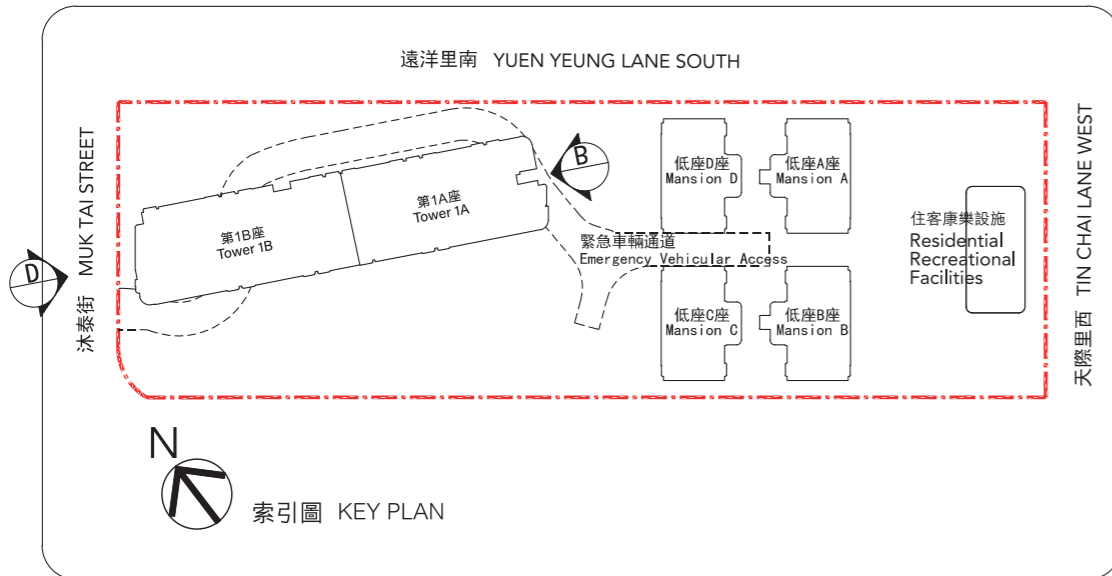 遠洋里南 YUEN YEUNG LANE SOUTH
沐泰街 MUK TAI STREET
天際里西 TIN CHAI LANE WEST
B
D
第1A座
Tower 1A
第1B座
Tower 1B
低座D座
Mansion D
低座A座
Mansion A
住客康樂設施
Residential
Recreational
Facilities
緊急車輛通道
Emergency Vehicular Access
低座C座
Mansion C
低座B座
Mansion B
N
索引圖 KEY PLAN